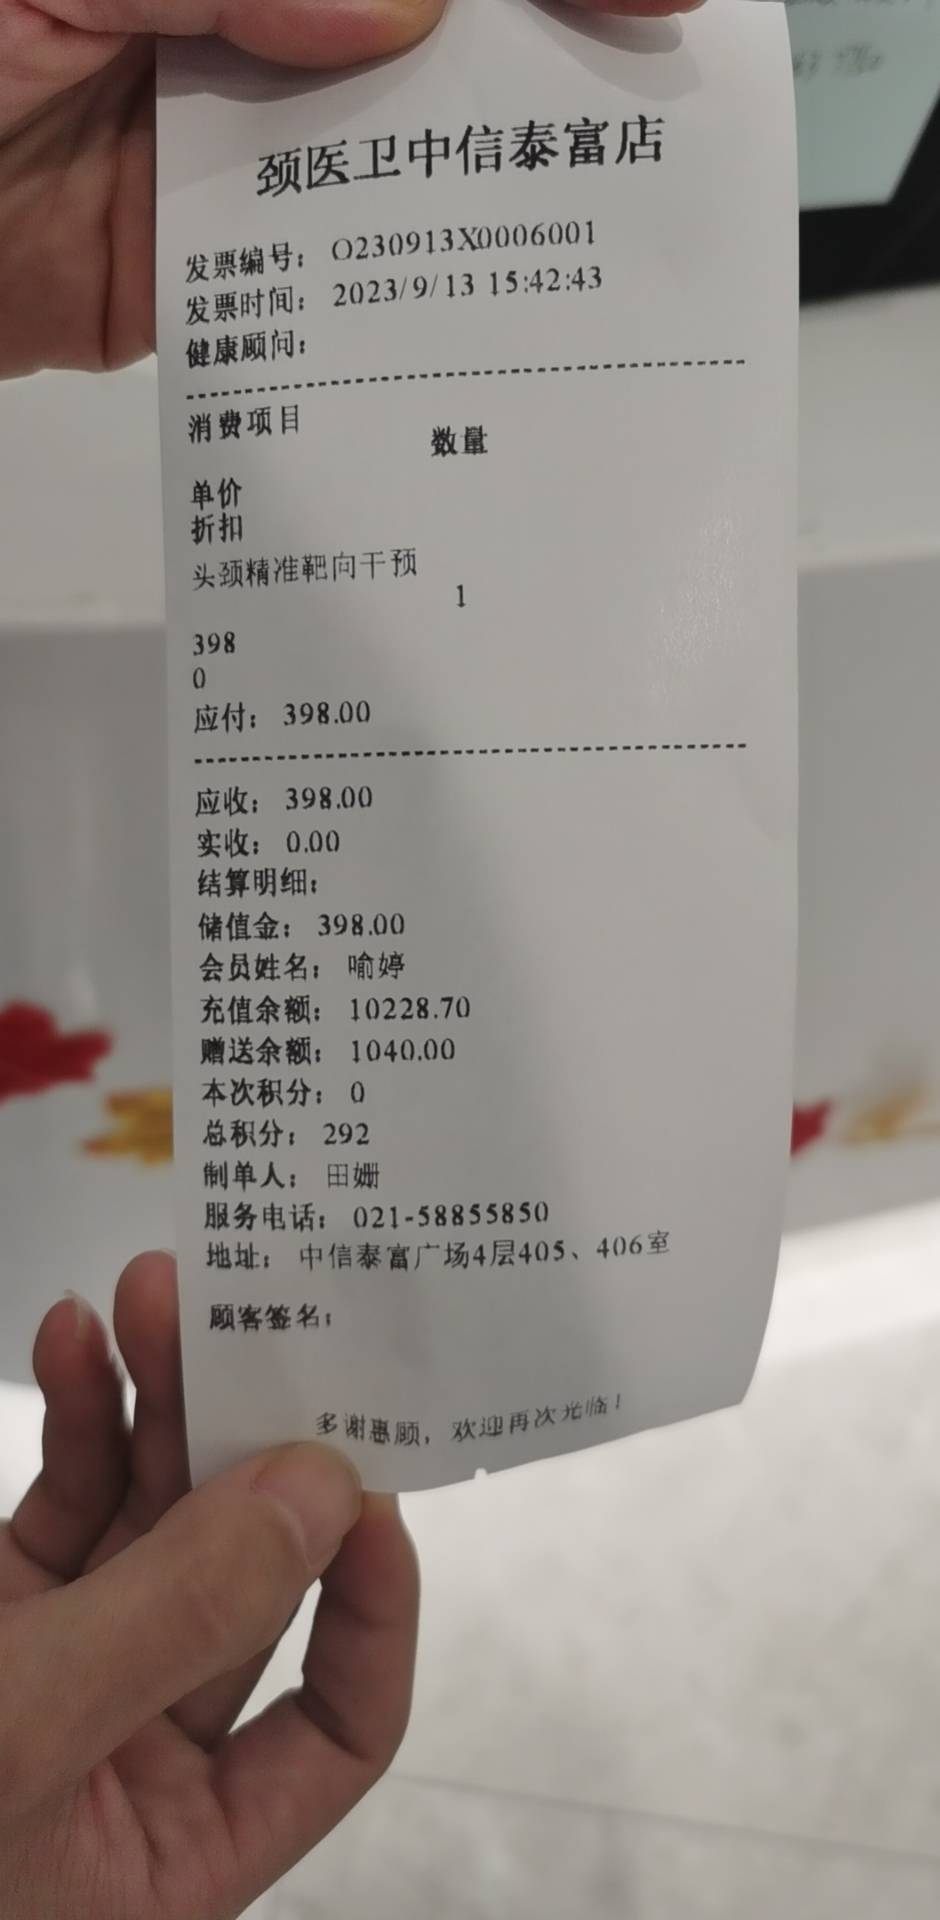 颈医卫中信泰富店
发票编号： O230913X0006001
发票时间： 2023/9/13 15:42:43
健康顾问：
消费项目
数量
单价
折扣
头颈精准靶向干预
1
398
0
应付： 398.00
应收： 398.00
实收： 0.00
结算明细：
储值金： 398.00
会员姓名： 喻婷
充值余额： 10228.70
赠送余额： 1040.00
本次积分： 0
总积分： 292
制单人： 田姗
服务电话： 021-58855850
地址： 中信泰富广场4层405、406室
顾客签名：
多谢惠顾，欢迎再次光临！